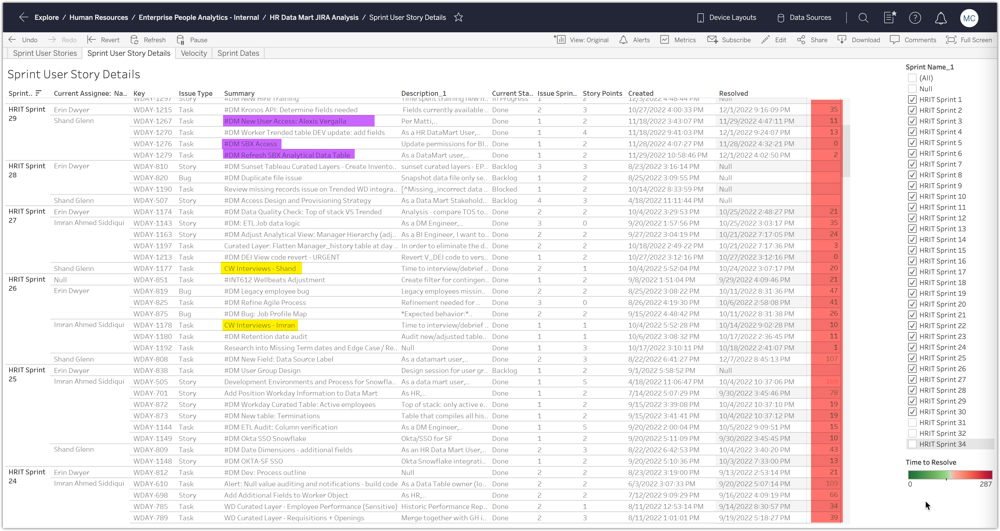 Explore / Human Resources / Enterprise People Analytics - Internal / HR Data Mart JIRA Analysis / Sprint User Story Details
Device Layouts Data Sources MC
Undo Redo Revert Refresh Pause View: Original Alerts Metrics Subscribe Edit Share Download Comments Full Screen
Sprint User Stories Sprint User Story Details Velocity Sprint Dates
Sprint User Story Details
Sprint.. Current Assignee: Na.. Key Issue Type Summary Description_1 Current Sta.. Issue Sprin.. Story Points Created Resolved
WDAY-1297 Story #DM New Hire Training Time spent training new h.. In Progress 1 2 12/5/2022 4:48:44 PM Null
HRIT Sprint 29 Erin Dwyer WDAY-1215 Task #DM Kronos API: Determine fields needed Fields currently available .. Done 2 3 10/27/2022 4:00:33 PM 12/1/2022 9:16:09 PM 35
Shand Glenn WDAY-1267 Task #DM New User Access: Alexis Vergalla Per Matti,.. Done 1 2 11/18/2022 3:43:07 PM 11/29/2022 4:47:11 PM 11
WDAY-1270 Task #DM Worker Trended table DEV update: add fields As a HR DataMart User,.. Done 1 4 11/18/2022 9:41:03 PM 12/1/2022 9:24:07 PM 13
WDAY-1276 Task #DM SBX Access Update permissions for BI.. Done 1 2 11/28/2022 4:07:27 PM 11/28/2022 4:32:21 PM 0
WDAY-1279 Task #DM Refresh SBX Analytical Data Table As a DataMart user,.. Done 1 2 11/29/2022 10:58:46 PM 12/1/2022 4:02:50 PM 2
HRIT Sprint 28 Erin Dwyer WDAY-810 Story #DM Sunset Tableau Curated Layers - Create Invento.. sunset curated layers - EP.. Backlog 3 3 8/23/2022 3:16:14 PM Null
WDAY-820 Bug #DM Duplicate file issue Snapshot data file only se.. Backlog 1 2 8/25/2022 3:09:55 PM Null
WDAY-1190 Task Review missing records issue on Trended WD integra.. [^Missing_incorrect data .. Blocked 1 2 10/14/2022 8:33:59 PM Null
Shand Glenn WDAY-507 Story #DM Access Design and Provisioning Strategy As a Data Mart Stakehold.. Backlog 4 3 4/18/2022 11:11:44 PM Null
HRIT Sprint 27 Erin Dwyer WDAY-1174 Task #DM Data Quality Check: Top of stack VS Trended Analysis - compare TOS to.. Done 2 2 10/4/2022 3:29:53 PM 10/25/2022 2:48:27 PM 21
Imran Ahmed Siddiqui WDAY-1143 Story #DM: ETL Job data logic As a DM Engineer,.. Done 3 0 9/20/2022 1:57:56 PM 10/25/2022 3:03:17 PM 35
WDAY-1163 Story #DM Adjust Analytical View: Manager Hierarchy (adj.. As a BI Engineer, I want to.. Done 2 2 9/27/2022 3:04:19 PM 10/21/2022 7:17:05 PM 24
WDAY-1197 Task Curated Layer: Flatten Manager_history table at day .. In order to eliminate the d.. Done 2 2 10/18/2022 2:49:22 PM 10/21/2022 7:17:36 PM 3
WDAY-1213 Task #DM DEI View code revert - URGENT Revert V_DEI code to vers.. Done 1 2 10/27/2022 3:12:16 PM 10/27/2022 3:12:16 PM 0
Shand Glenn WDAY-1177 Task CW Interviews - Shand Time to interview/debrief .. Done 2 1 10/4/2022 5:52:04 PM 10/24/2022 3:07:17 PM 20
HRIT Sprint 26 Null WDAY-851 Task #INT612 Wellbeats Adjustment Create filter for contingen.. Done 1 2 9/8/2022 1:51:04 PM 9/29/2022 4:09:46 PM 21
Erin Dwyer WDAY-819 Bug #DM Legacy employee bug Legacy employees missin.. Done 2 2 8/25/2022 3:08:22 PM 10/11/2022 8:31:36 PM 47
WDAY-825 Task #DM Refine Agile Process Refinement needed for .. Done 3 0 8/26/2022 4:19:30 PM 10/6/2022 2:58:08 PM 41
WDAY-875 Bug #DM Bug: Job Profile Map *Expected behavior:*.. Done 2 2 9/15/2022 4:48:42 PM 10/11/2022 8:31:38 PM 26
Imran Ahmed Siddiqui WDAY-1178 Task CW Interviews - Imran Time to interview/debrief .. Done 1 1 10/4/2022 5:52:28 PM 10/14/2022 9:02:28 PM 10
WDAY-1180 Task #DM Retention date audit Audit new/adjusted table.. Done 1 1 10/6/2022 3:08:32 PM 10/17/2022 2:36:45 PM 11
WDAY-1192 Task Research into Missing Term dates and Edge Case / Re.. Null Done 1 3 10/17/2022 3:10:11 PM 10/18/2022 2:41:07 PM 1
Shand Glenn WDAY-808 Task #DM New Field: Data Source Label As a datamart user,.. Done 2 3 8/22/2022 6:41:27 PM 12/7/2022 8:45:13 PM 107
HRIT Sprint 25 Erin Dwyer WDAY-838 Task #DM User Group Design Design session for user gr.. Backlog 1 2 9/1/2022 5:58:52 PM Null
Imran Ahmed Siddiqui WDAY-505 Story Development Environments and Process for Snowfla.. As a data mart user,.. Done 1 5 4/18/2022 11:06:47 PM 10/4/2022 10:37:06 PM 169
WDAY-701 Story Add Position Workday Information to Data Mart As HR,.. Done 1 2 7/14/2022 5:07:29 PM 9/30/2022 3:45:46 PM 78
WDAY-872 Story #DM Workday Curated Table: Active employees Top of stack: only active e.. Done 1 2 9/15/2022 3:39:08 PM 10/4/2022 10:37:10 PM 19
WDAY-873 Story #DM New table: Terminations Table that compiles all his.. Done 1 2 9/15/2022 3:41:41 PM 10/4/2022 10:37:12 PM 19
WDAY-1144 Task #DM ETL Audit: Column verification As a DM Engineer,.. Done 1 5 9/20/2022 2:00:04 PM 10/5/2022 9:09:51 PM 15
WDAY-1149 Story #DM Okta SSO Snowflake Okta/SSO for SF Done 1 2 9/20/2022 5:11:09 PM 9/30/2022 3:45:45 PM 10
Shand Glenn WDAY-809 Task #DM Date Dimensions - additional fields As an HR Data Mart User,.. Done 2 3 8/22/2022 6:42:53 PM 10/4/2022 3:40:20 PM 43
WDAY-1148 Story #DM OKTA-SF SSO Okta Snowflake integrati.. Done 1 2 9/20/2022 5:10:36 PM 10/3/2022 7:33:00 PM 13
HRIT Sprint 24 Erin Dwyer WDAY-812 Task #DM Dev: Process outline Null Done 2 2 8/23/2022 3:19:00 PM 9/13/2022 2:53:14 PM 21
Imran Ahmed Siddiqui WDAY-610 Task Alert: Null value auditing and notifications - build code As a Data Table owner (lo.. Done 2 2 6/3/2022 3:07:33 PM 9/20/2022 5:07:14 PM 109
WDAY-698 Story Add Additional Fields to Worker Object As HR,.. Done 2 2 7/12/2022 9:09:29 PM 9/16/2022 4:09:19 PM 66
WDAY-785 Task WD Curated Layer - Employee Performance (Sensitive) Historic Performance Rep.. Done 2 1 8/11/2022 12:53:14 PM 9/14/2022 8:30:57 PM 34
WDAY-789 Task WD Curated Layer - Requisitions + Openings Merge together with GH i.. Done 2 3 8/11/2022 1:01:01 PM 9/19/2022 5:18:27 PM 39
Sprint Name_1
(All)
Null
HRIT Sprint 1
HRIT Sprint 2
HRIT Sprint 3
HRIT Sprint 4
HRIT Sprint 5
HRIT Sprint 6
HRIT Sprint 7
HRIT Sprint 8
HRIT Sprint 9
HRIT Sprint 10
HRIT Sprint 11
HRIT Sprint 12
HRIT Sprint 13
HRIT Sprint 14
HRIT Sprint 15
HRIT Sprint 16
HRIT Sprint 17
HRIT Sprint 18
HRIT Sprint 19
HRIT Sprint 20
HRIT Sprint 21
HRIT Sprint 22
HRIT Sprint 23
HRIT Sprint 24
HRIT Sprint 25
HRIT Sprint 26
HRIT Sprint 27
HRIT Sprint 28
HRIT Sprint 29
HRIT Sprint 30
HRIT Sprint 31
HRIT Sprint 32
HRIT Sprint 34
Time to Resolve
0 287